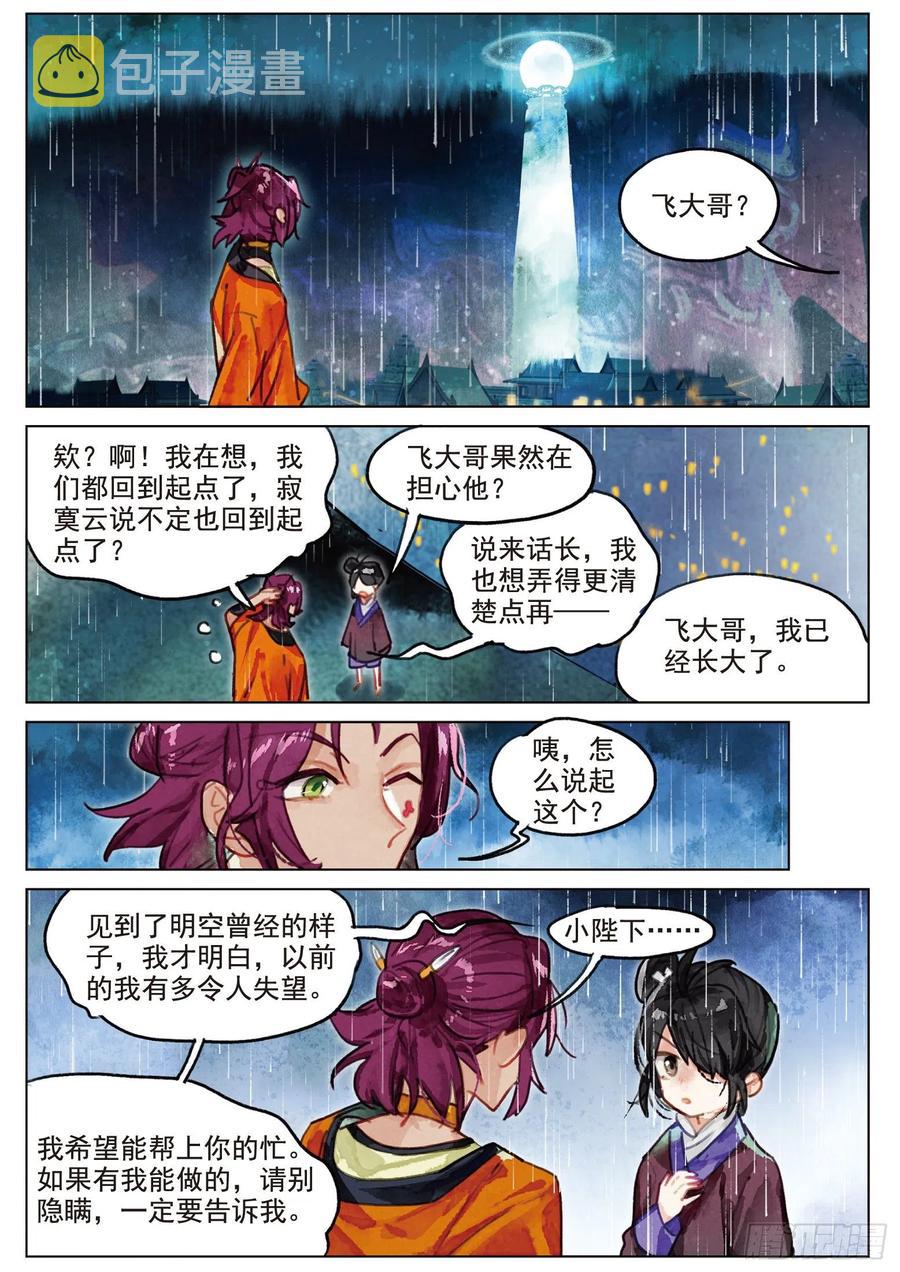 包子漫畫
飞大哥？
欸？啊！我在想，我
们都回到起点了，寂
寞云说不定也回到起
点了？
飞大哥果然在
担心他？
说来话长，我
也想弄得更清
楚点再——
飞大哥，我已
经长大了。
咦，怎
么说起
这个？
见到了明空曾经的样
子，我才明白，以前
的我有多令人失望。
小陛下……
我希望能帮上你的忙。
如果有我能做的，请别
隐瞒，一定要告诉我。
腾讯动漫